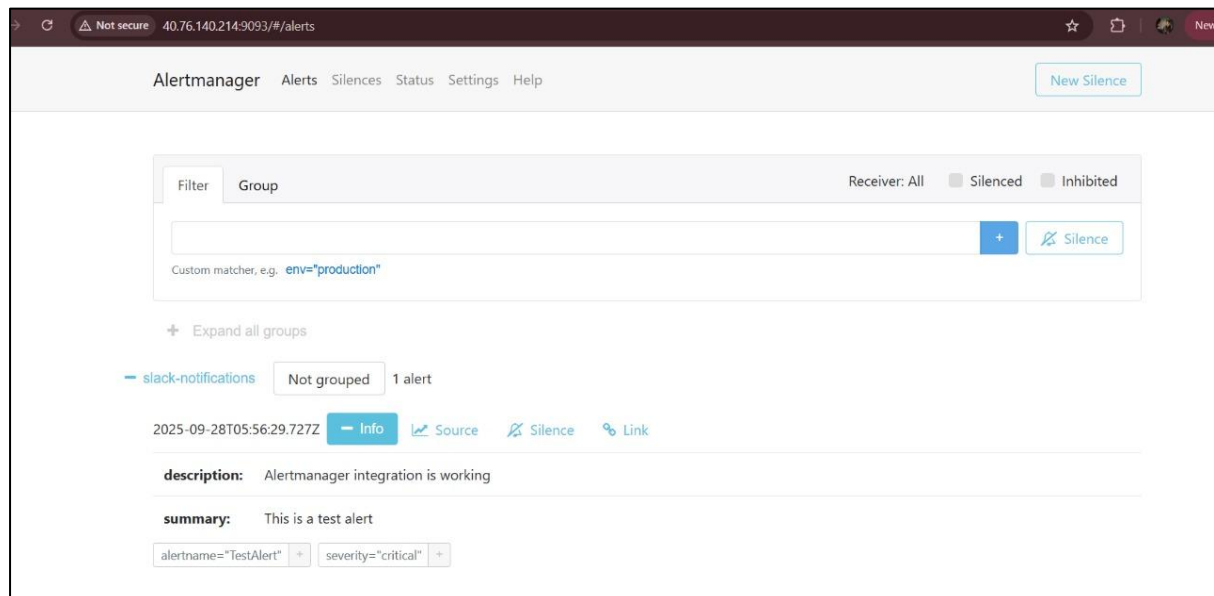 Not secure 40.76.140.214:9093/#/alerts New
Alertmanager Alerts Silences Status Settings Help New Silence
Filter Group Receiver: All Silenced Inhibited
+ Silence
Custom matcher, e.g. env="production"
+ Expand all groups
− slack-notifications Not grouped 1 alert
2025-09-28T05:56:29.727Z − Info Source Silence Link
description: Alertmanager integration is working
summary: This is a test alert
alertname="TestAlert" + severity="critical" +